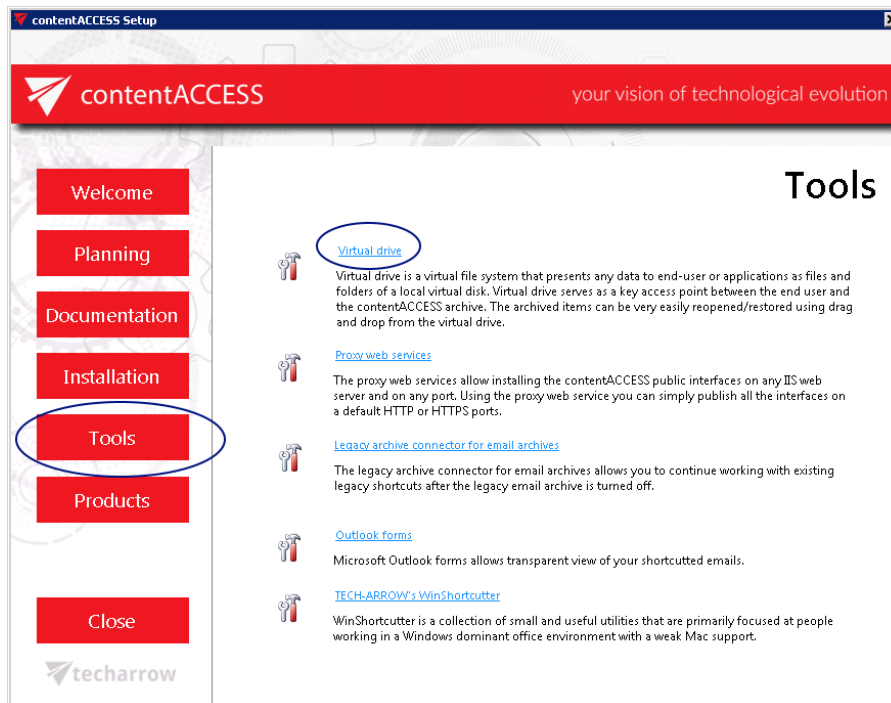 contentACCESS Setup
contentACCESS
your vision of technological evolution
Welcome
Planning
Documentation
Installation
Tools
Products
Close
techarrow
Tools
Virtual drive
Virtual drive is a virtual file system that presents any data to end-user or applications as files and
folders of a local virtual disk. Virtual drive serves as a key access point between the end user and
the contentACCESS archive. The archived items can be very easily reopened/restored using drag
and drop from the virtual drive.
Proxy web services
The proxy web services allow installing the contentACCESS public interfaces on any IIS web
server and on any port. Using the proxy web service you can simply publish all the interfaces on
a default HTTP or HTTPS ports.
Legacy archive connector for email archives
The legacy archive connector for email archives allows you to continue working with existing
legacy shortcuts after the legacy email archive is turned off.
Outlook forms
Microsoft Outlook forms allows transparent view of your shortcutted emails.
TECH-ARROW's WinShortcutter
WinShortcutter is a collection of small and useful utilities that are primarily focused at people
working in a Windows dominant office environment with a weak Mac support.